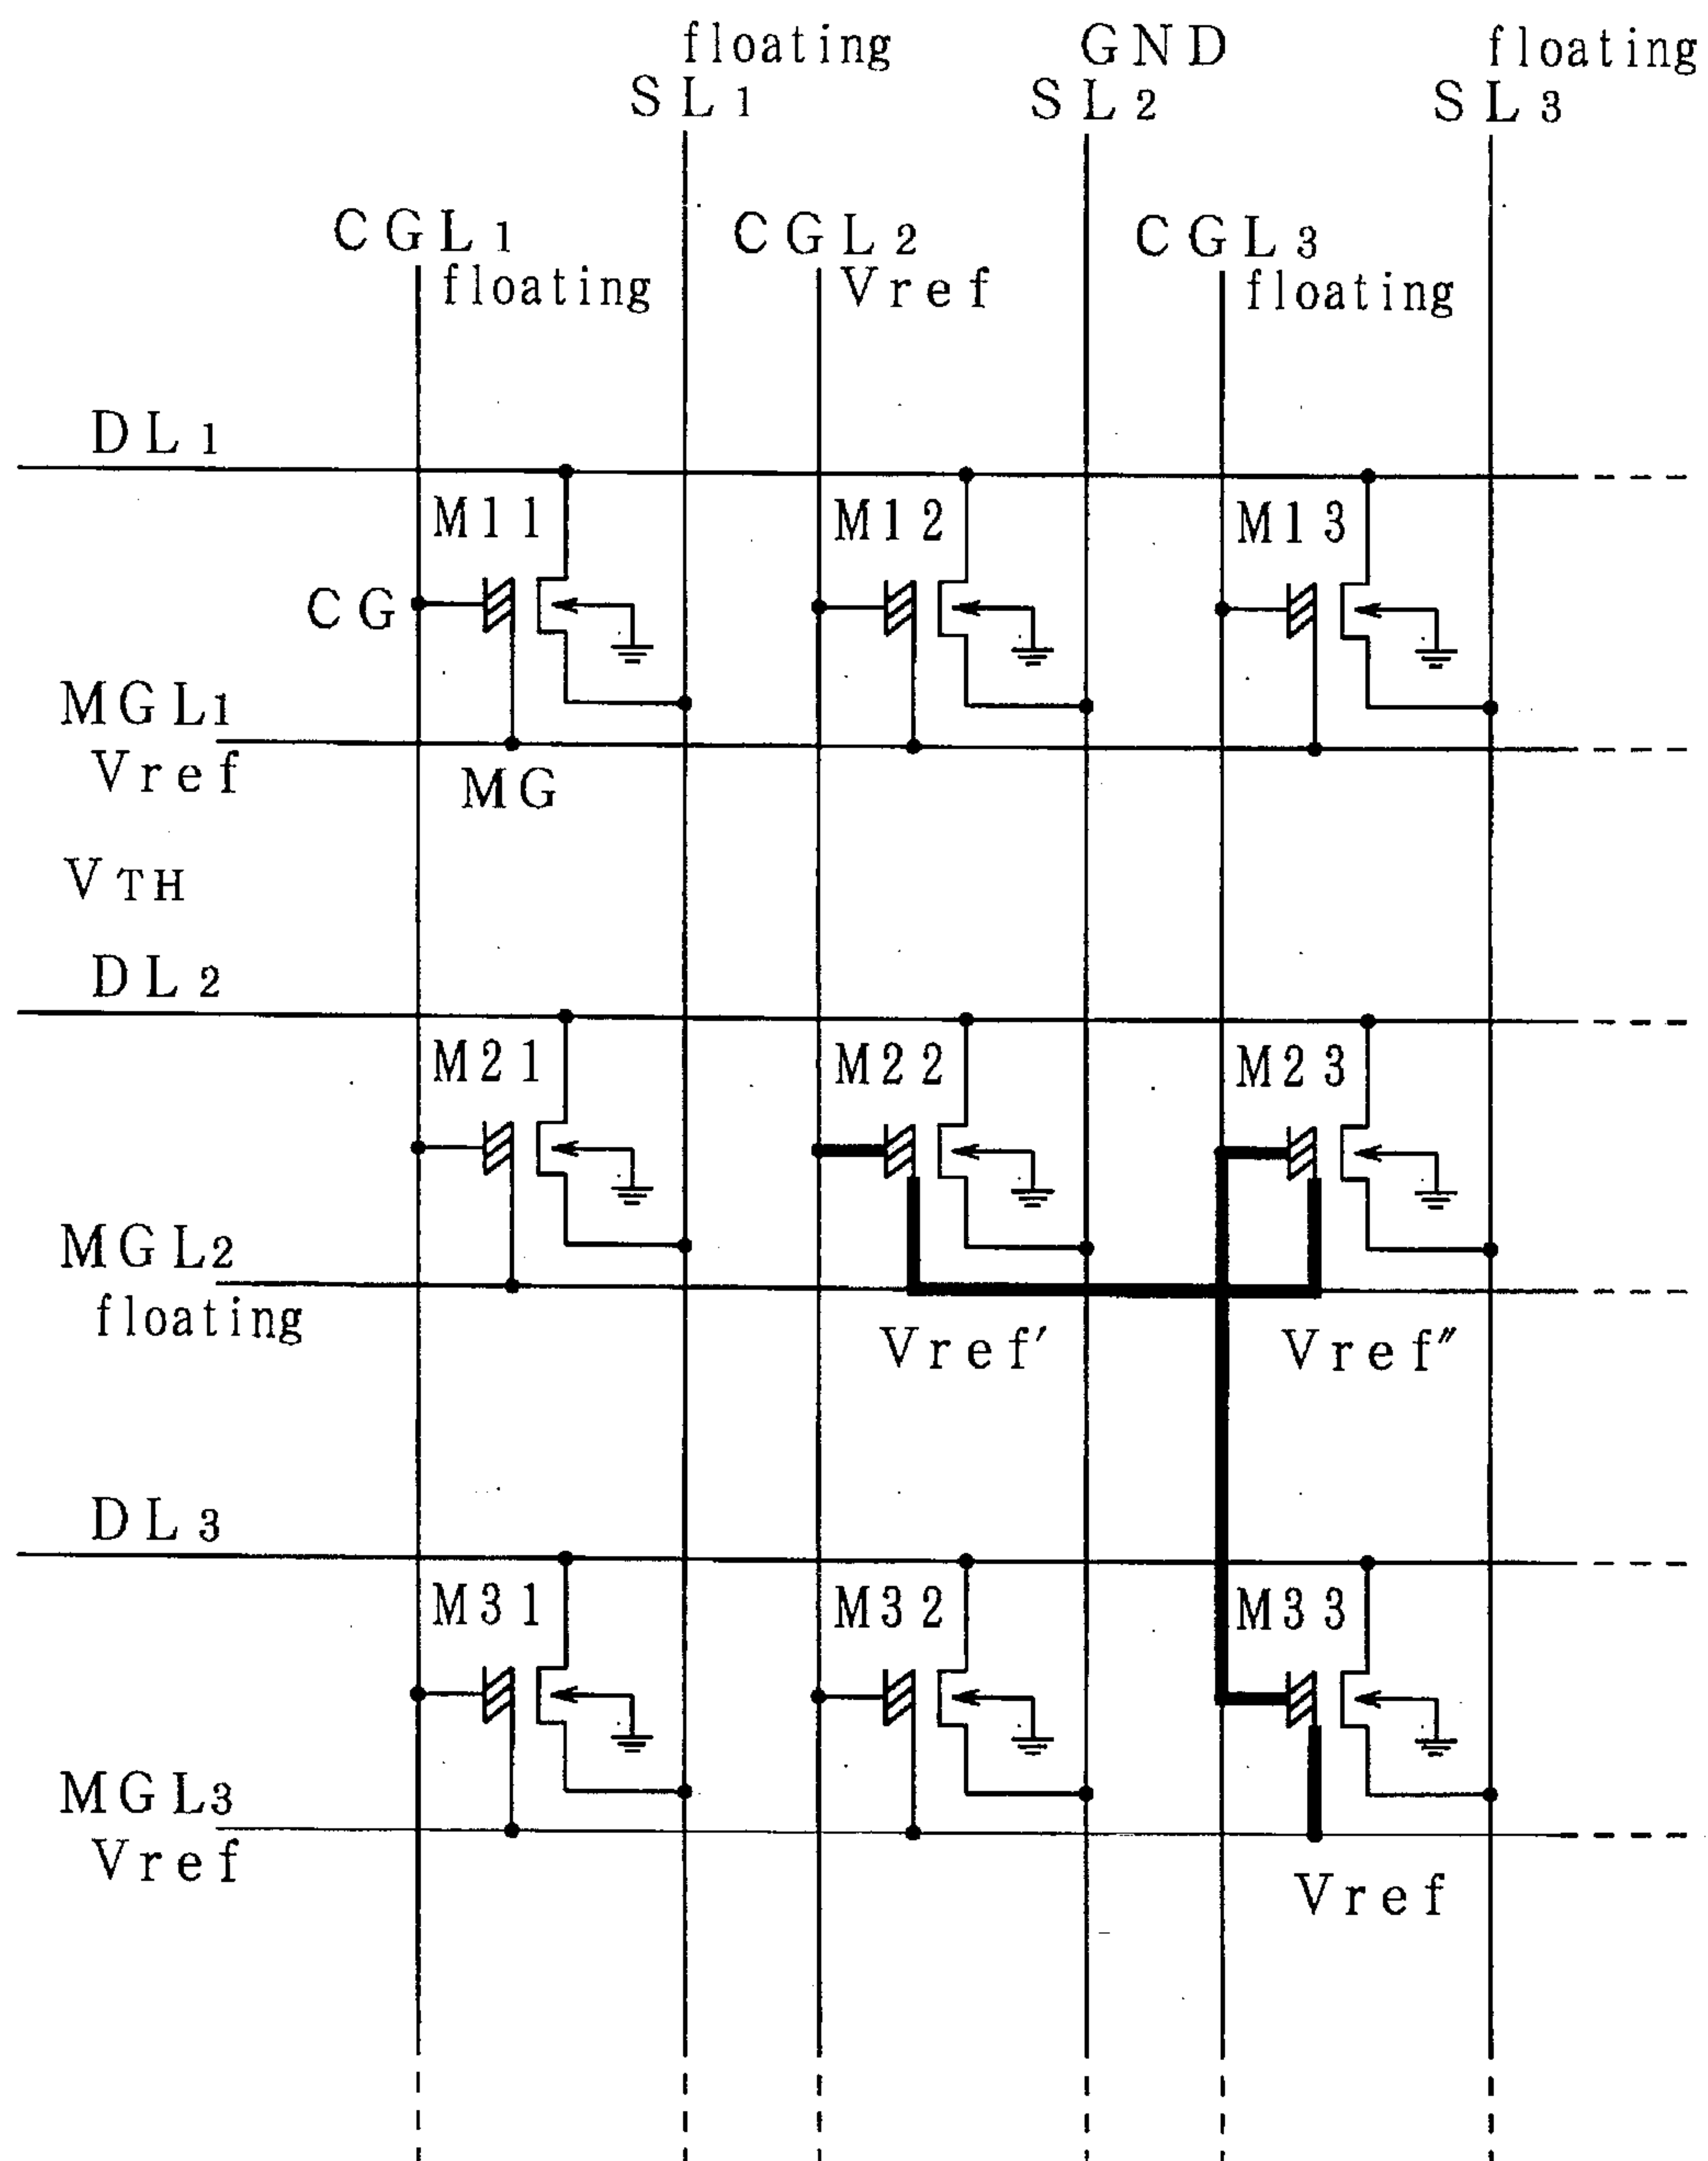 floating GND floating
SL1 SL2 SL3
CGL1 CGL2 CGL3
floating Vref floating
DL1
M11 M12 M13
CG
MGL1
Vref
MG
VTH
DL2
M21 M22 M23
MGL2
floating
Vref′ Vref″
DL3
M31 M32 M33
MGL3
Vref
Vref